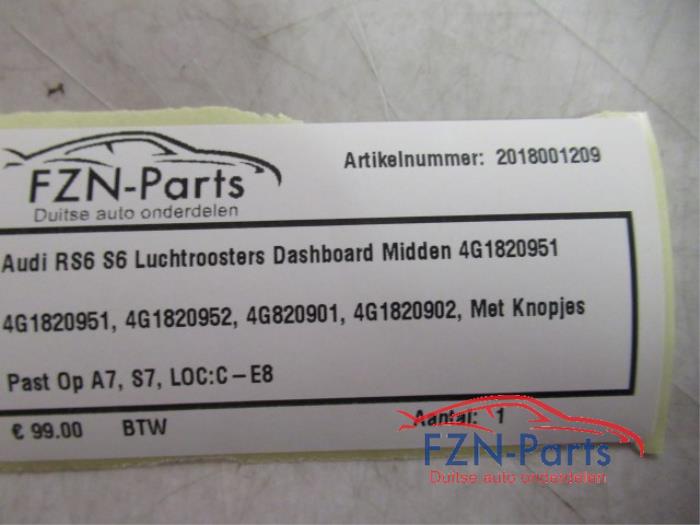 FZN-Parts
Duitse auto onderdelen
Artikelnummer: 2018001209
Audi RS6 S6 Luchtroosters Dashboard Midden 4G1820951
4G1820951, 4G1820952, 4G820901, 4G1820902, Met Knopjes
Past Op A7, S7, LOC:C-E8
€ 99.00 BTW Aantal: 1
FZN-Parts
Duitse auto onderdelen